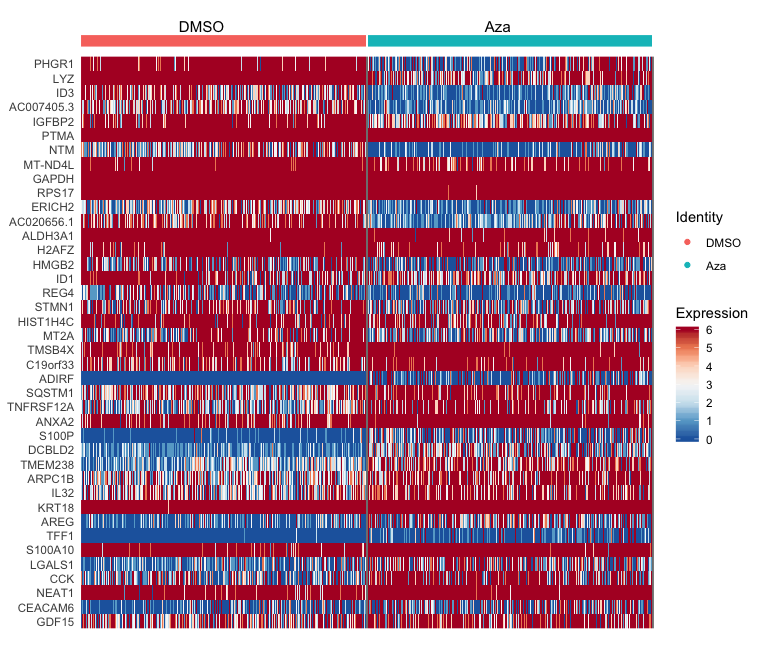 DMSO Aza
PHGR1
LYZ
ID3
AC007405.3
IGFBP2
PTMA
NTM
MT-ND4L
GAPDH
RPS17
ERICH2
AC020656.1
ALDH3A1
H2AFZ
HMGB2
ID1
REG4
STMN1
HIST1H4C
MT2A
TMSB4X
C19orf33
ADIRF
SQSTM1
TNFRSF12A
ANXA2
S100P
DCBLD2
TMEM238
ARPC1B
IL32
KRT18
AREG
TFF1
S100A10
LGALS1
CCK
NEAT1
CEACAM6
GDF15
Identity
DMSO
Aza
Expression
6
5
4
3
2
1
0